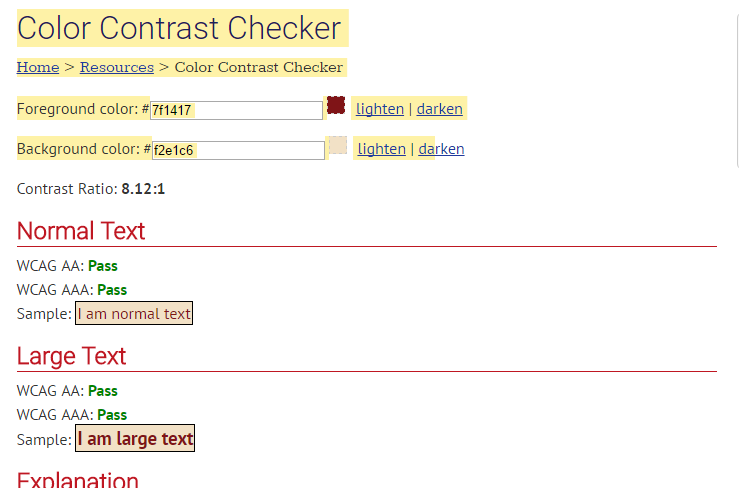 Color Contrast Checker
Home > Resources > Color Contrast Checker
Foreground color: #7f1417 lighten | darken
Background color: #f2e1c6 lighten | darken
Contrast Ratio: 8.12:1
Normal Text
WCAG AA: Pass
WCAG AAA: Pass
Sample: I am normal text
Large Text
WCAG AA: Pass
WCAG AAA: Pass
Sample: I am large text
Explanation